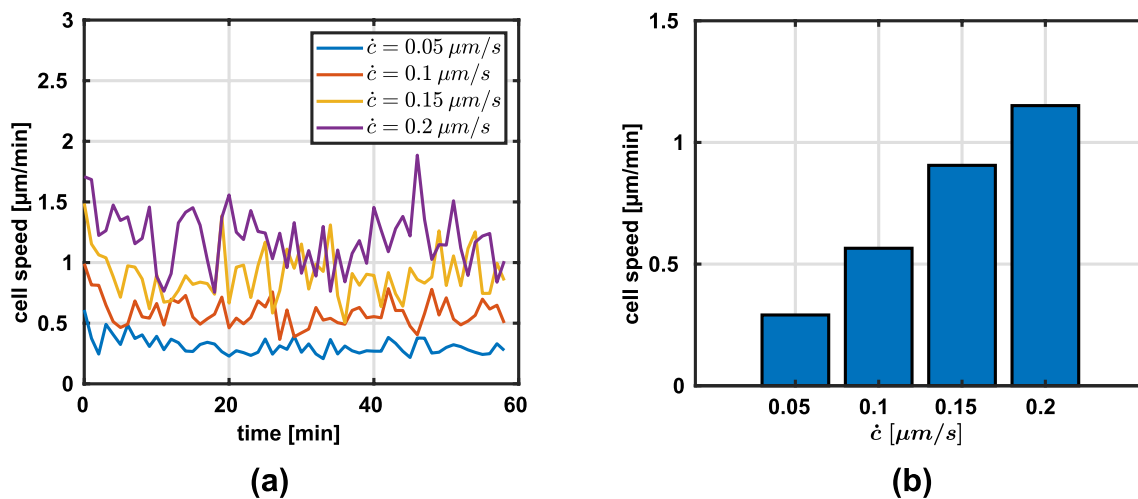 3
2.5
2
1.5
1
0.5
0
cell speed [µm/min]
ċ = 0.05 µm/s
ċ = 0.1 µm/s
ċ = 0.15 µm/s
ċ = 0.2 µm/s
0 20 40 60
time [min]
(a)
1.5
1
0.5
0
cell speed [µm/min]
0.05 0.1 0.15 0.2
ċ [µm/s]
(b)